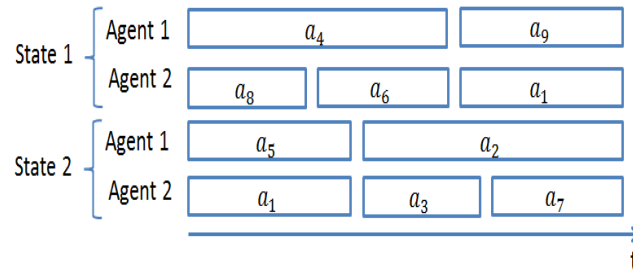 Agent 1 a₄ a₉
State 1
Agent 2 a₈ a₆ a₁
Agent 1 a₅ a₂
State 2
Agent 2 a₁ a₃ a₇
t